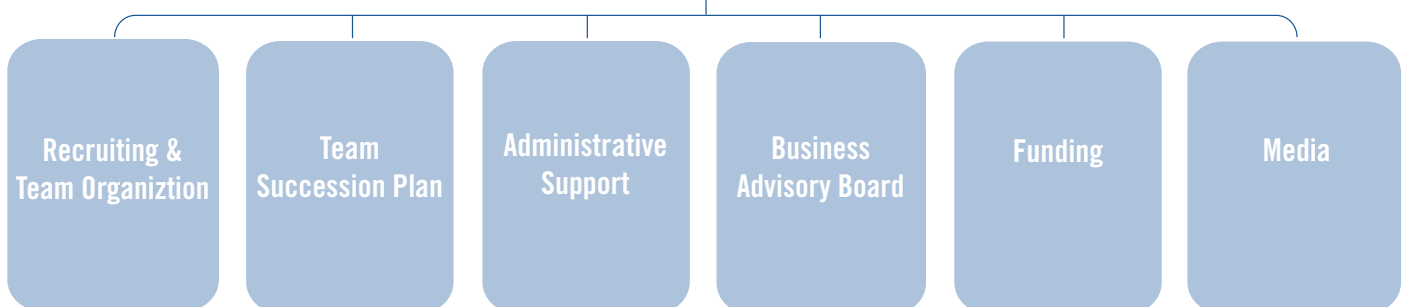 Recruiting &
Team Organiztion
Team
Succession Plan
Administrative
Support
Business
Advisory Board
Funding
Media